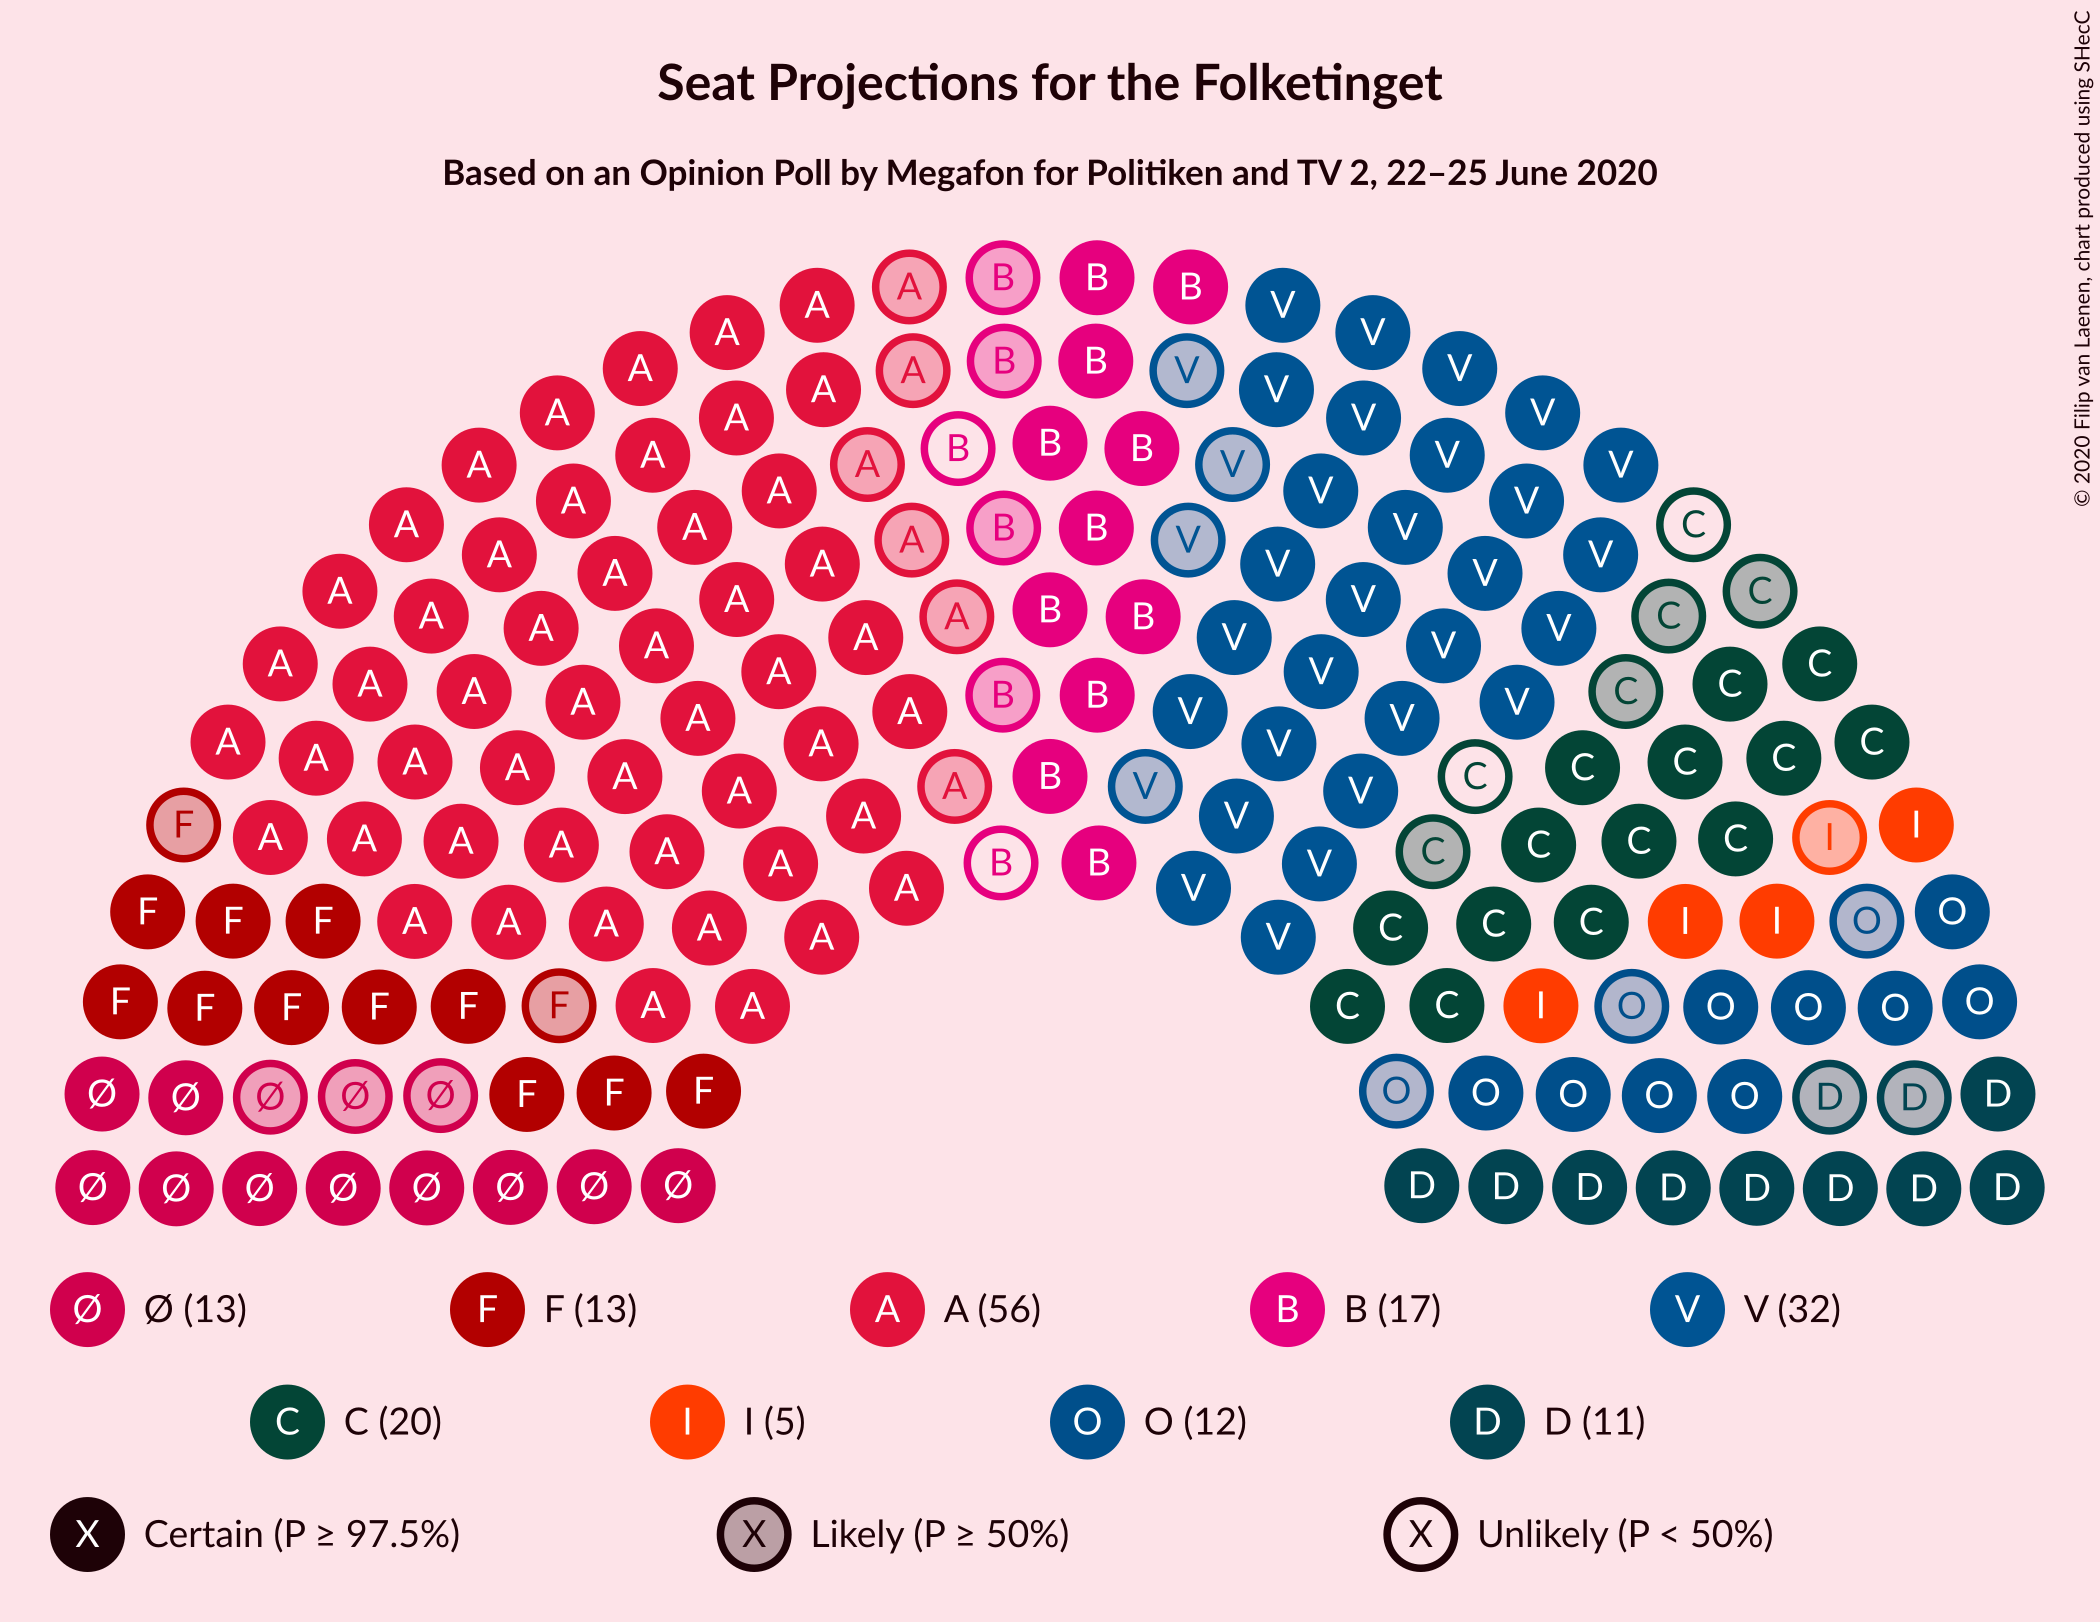 Seat Projections for the Folketinget
Based on an Opinion Poll by Megafon for Politiken and TV 2, 22–25 June 2020
© 2020 Filip van Laenen, chart produced using SHecC
A A B B B V
A A A B B V V V
A A A V V V
A A A B B B V V V
A A A A B B V V V C
A A A A V V V V
A A A A B B V C C
A A A V V V
A A A A B B V C C C
A A A V V V
A A A A A V C C C C
A A A B V V C
F A A A A A A V C C C C I I
A A B B V V
F F F A A A A A V C C C I I O O
F F F F F F A A C C I O O O O O
Ø Ø Ø Ø Ø F F F O O O O O D D D
Ø Ø Ø Ø Ø Ø Ø Ø D D D D D D D D
Ø Ø (13) F F (13) A A (56) B B (17) V V (32)
C C (20) I I (5) O O (12) D D (11)
X Certain (P ≥ 97.5%) X Likely (P ≥ 50%) X Unlikely (P < 50%)